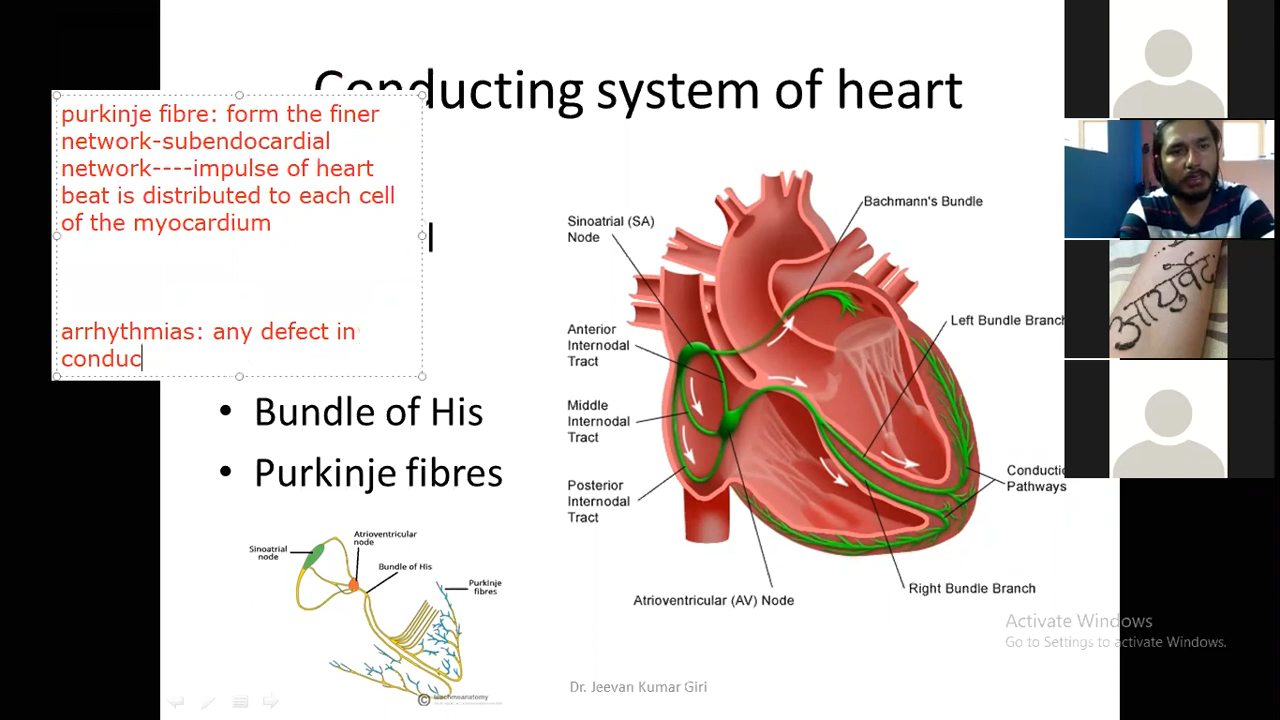 Conducting system of heart
purkinje fibre: form the finer
network-subendocardial
network----impulse of heart
beat is distributed to each cell
of the myocardium
arrhythmias: any defect in
conduc
• Bundle of His
• Purkinje fibres
Bachmann's Bundle
Sinoatrial (SA)
Node
Left Bundle Branch
Anterior
Internodal
Tract
Middle
Internodal
Tract
Posterior
Internodal
Tract
Conducti
Pathways
Right Bundle Branch
Atrioventricular (AV) Node
Sinoatrial
node
Atrioventricular
node
Bundle of His
Purkinje
fibres
©
Dr. Jeevan Kumar Giri
Activate Windows
Go to Settings to activate Windows.
आयुर्वेद